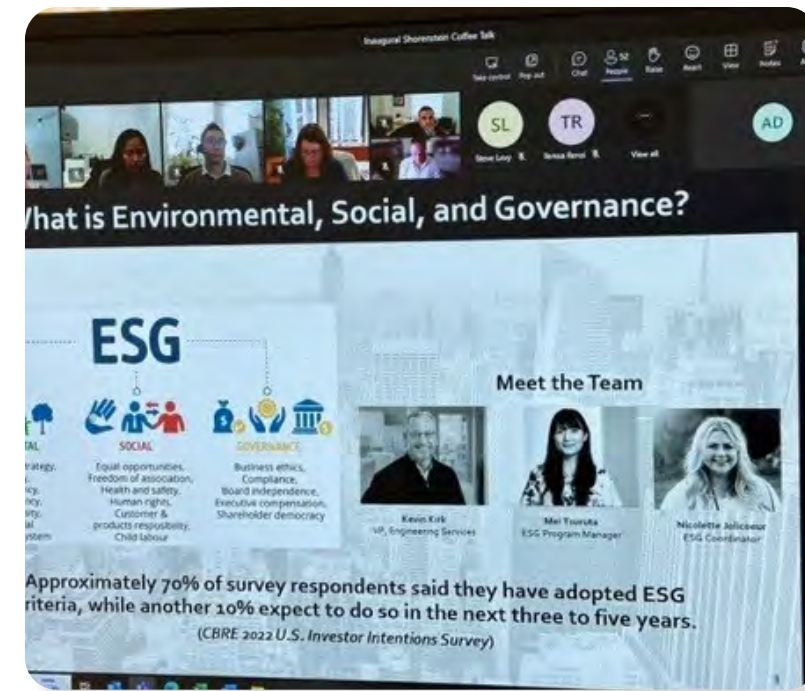 Inaugural Shorenstein Coffee Talk
Take control
Pop out
Chat
52
People
Raise
React
View
Notes
SL
TR
AD
Steve Levy
View all
hat is Environmental, Social, and Governance?
ESG
AL
SOCIAL
GOVERNANCE
rategy,
Equal opportunities,
Freedom of association,
Health and safety,
Human rights,
Customer &
products resposibility,
Child labour
Business ethics,
Compliance,
Board independence,
Executive compensation,
Shareholder democracy
Meet the Team
Kevin Kirk
VP, Engineering Services
Mei Tsuruta
ESG Program Manager
Nicolette Jolicoeur
ESG Coordinator
Approximately 70% of survey respondents said they have adopted ESG
riteria, while another 10% expect to do so in the next three to five years.
(CBRE 2022 U.S. Investor Intentions Survey)